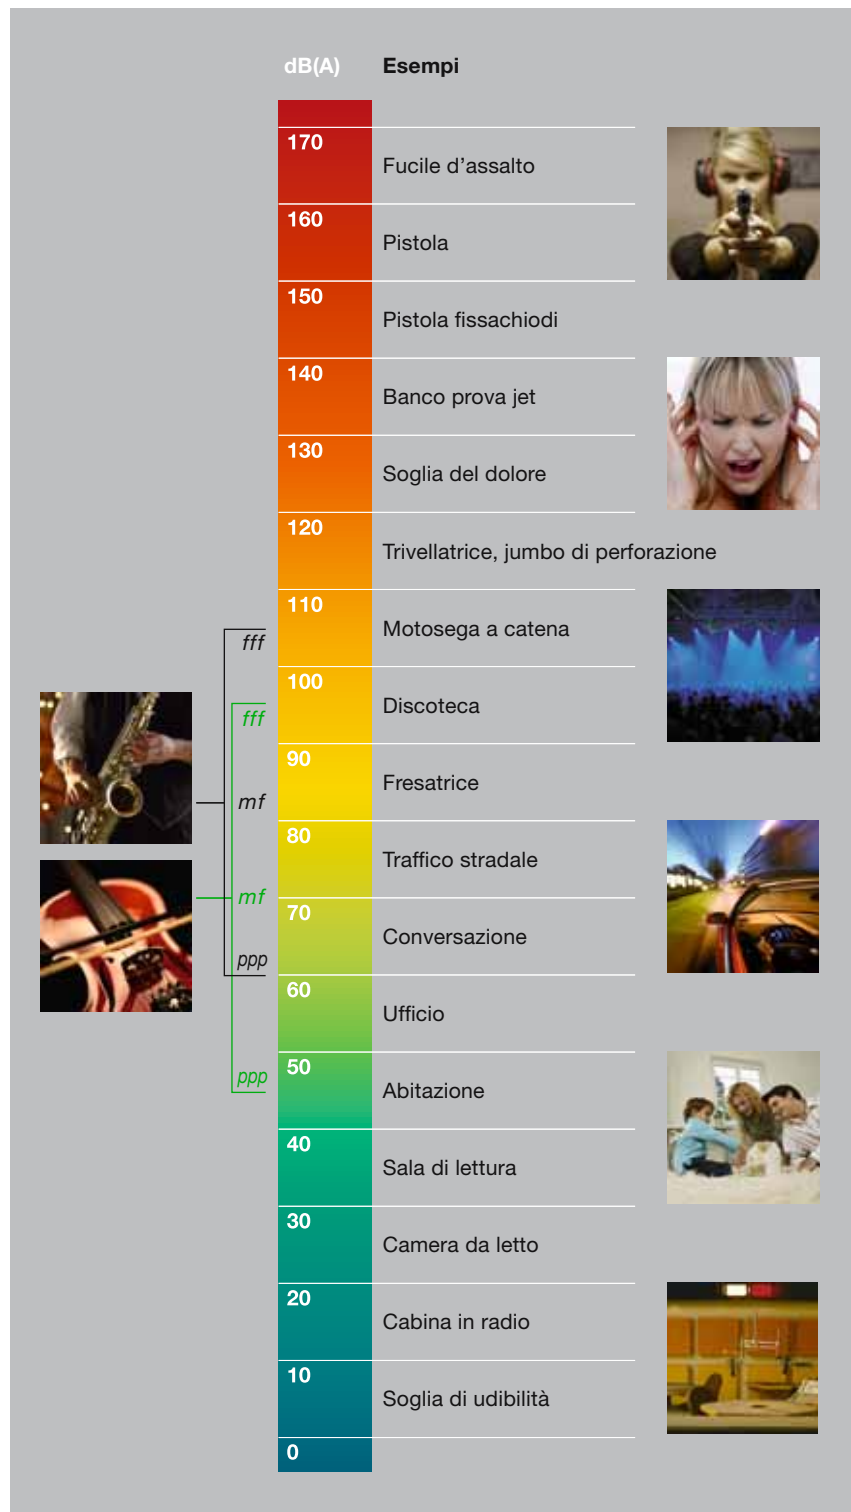 dB(A) Esempi
170
Fucile d’assalto
160
Pistola
150
Pistola fissachiodi
140
Banco prova jet
130
Soglia del dolore
120
Trivellatrice, jumbo di perforazione
110
Motosega a catena
fff
100
Discoteca
fff
90
Fresatrice
mf
80
Traffico stradale
mf
70
Conversazione
ppp
60
Ufficio
50
Abitazione
ppp
40
Sala di lettura
30
Camera da letto
20
Cabina in radio
10
Soglia di udibilità
0